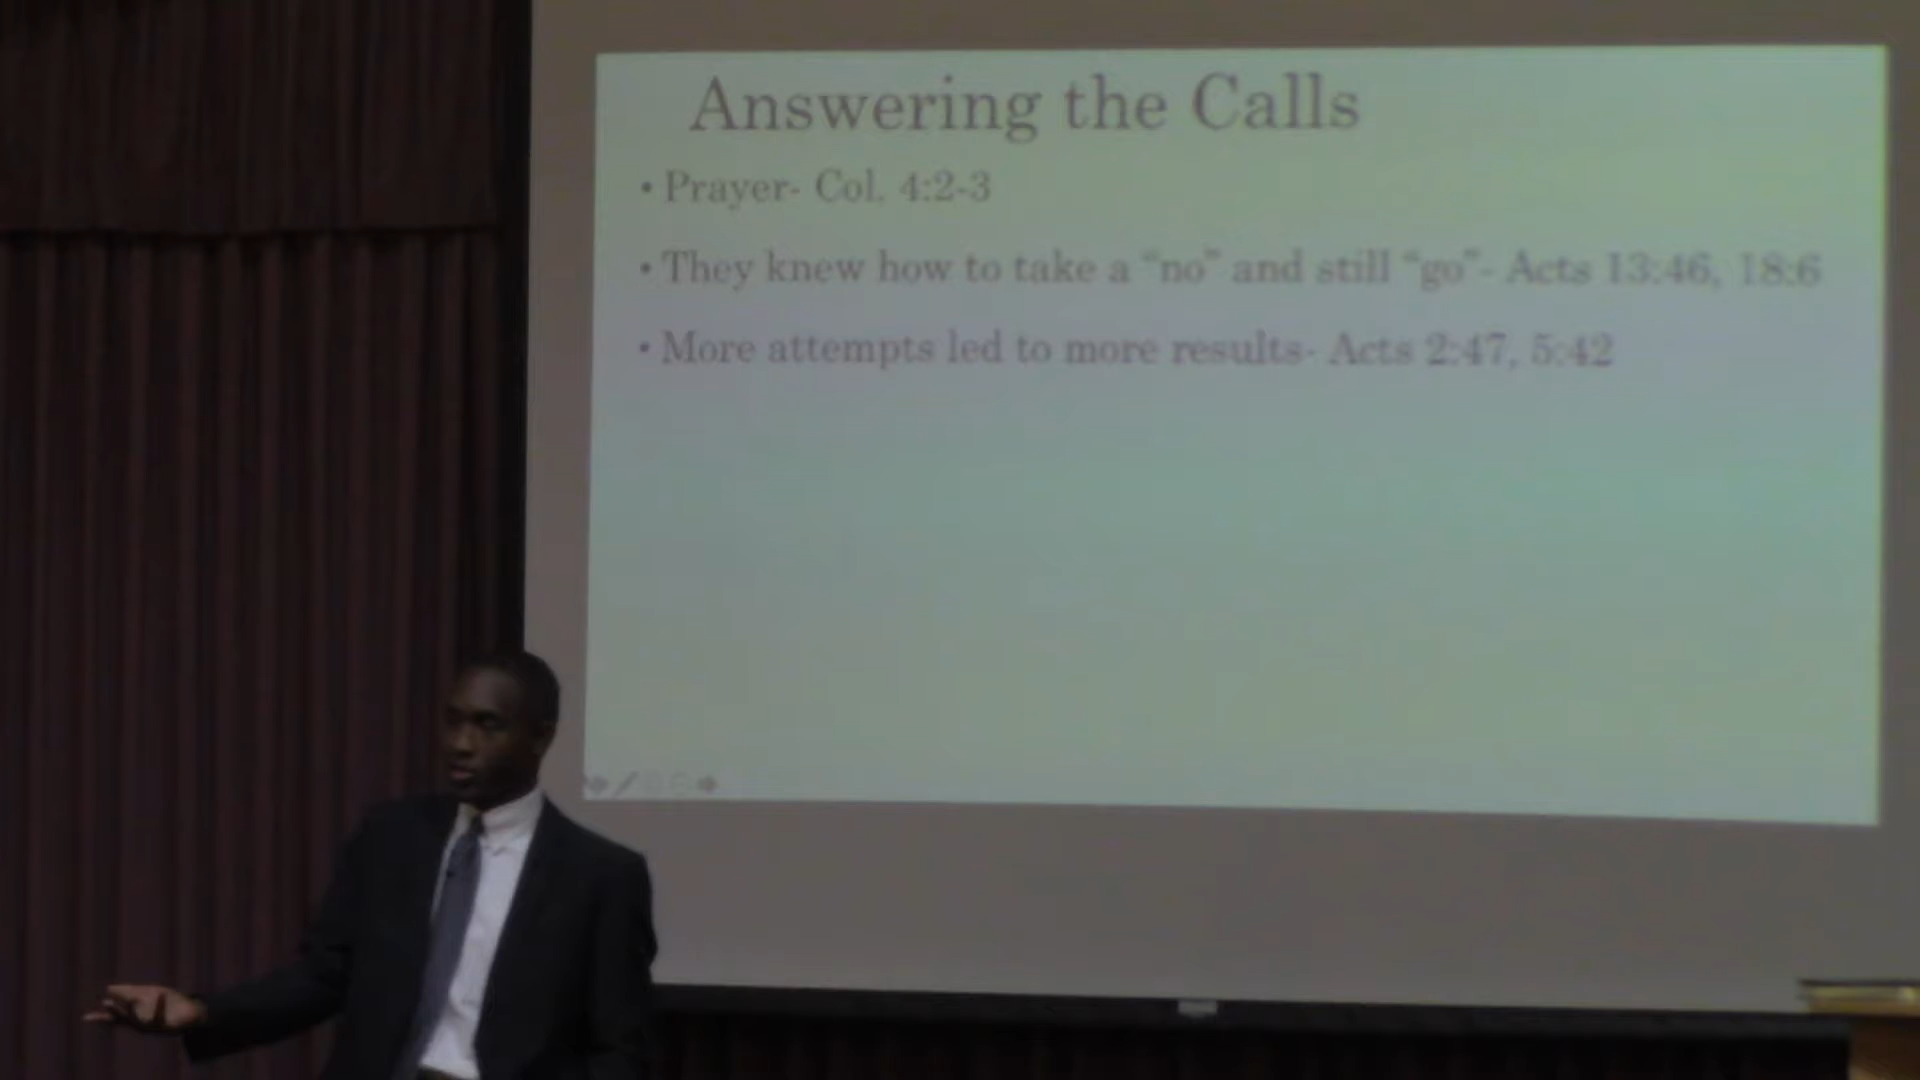 Answering the Calls
• Prayer- Col. 4:2-3
• They knew how to take a “no” and still “go”- Acts 13:46, 18:6
• More attempts led to more results- Acts 2:47, 5:42